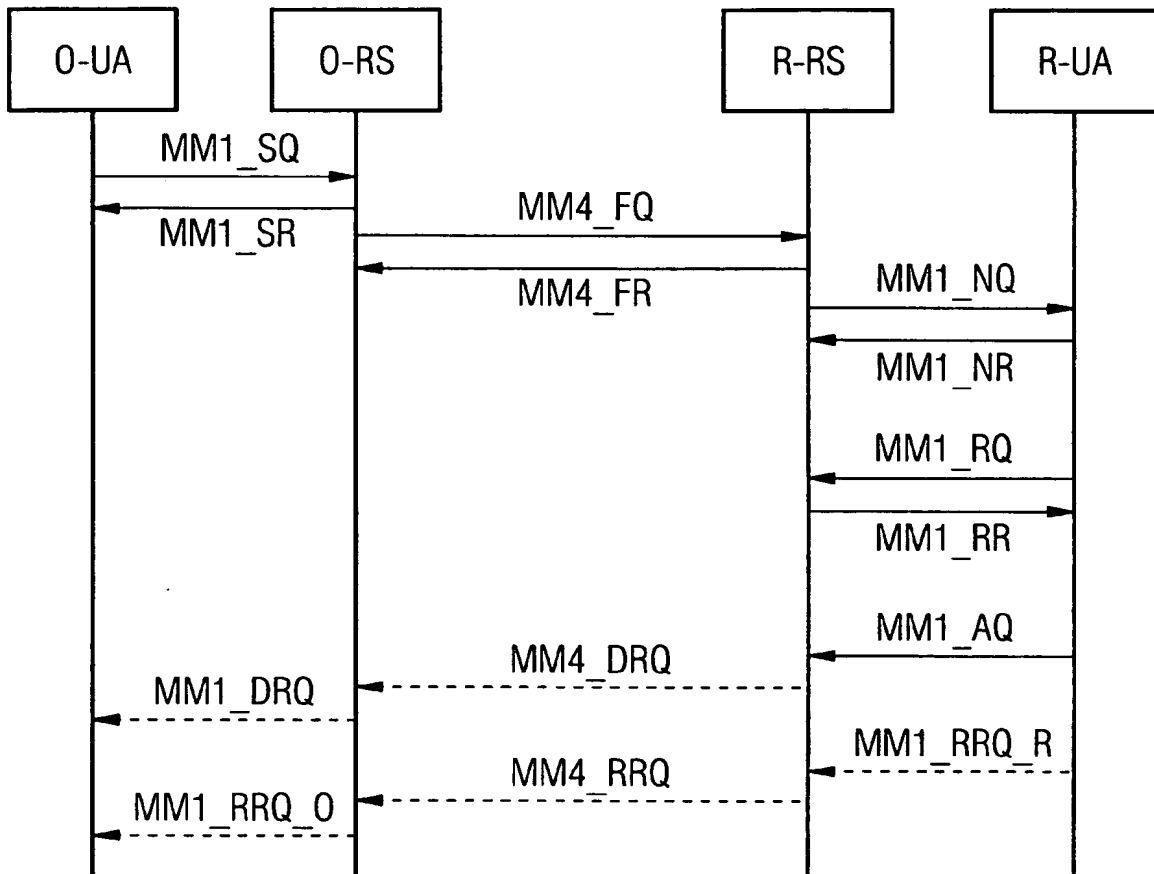 O-UA O-RS R-RS R-UA
MM1_SQ
MM1_SR
MM4_FQ
MM4_FR
MM1_NQ
MM1_NR
MM1_RQ
MM1_RR
MM1_AQ
MM4_DRQ
MM1_DRQ
MM1_RRQ_R
MM4_RRQ
MM1_RRQ_O